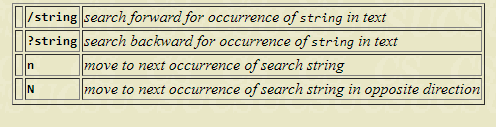 /string search forward for occurrence of string in text
?string search backward for occurrence of string in text
n move to next occurrence of search string
N move to next occurrence of search string in opposite direction